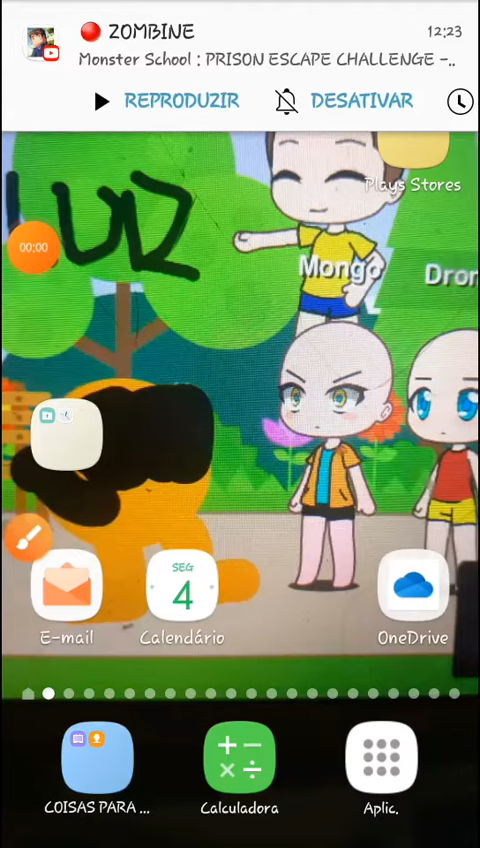 ZOMBINE
12:23
Monster School : PRISON ESCAPE CHALLENGE -..
REPRODUZIR
DESATIVAR
Plays Stores
LUIZ
00:00
Mongo
Dron
SEG
4
E-mail
Calendário
OneDrive
COISAS PARA ...
Calculadora
Aplic.